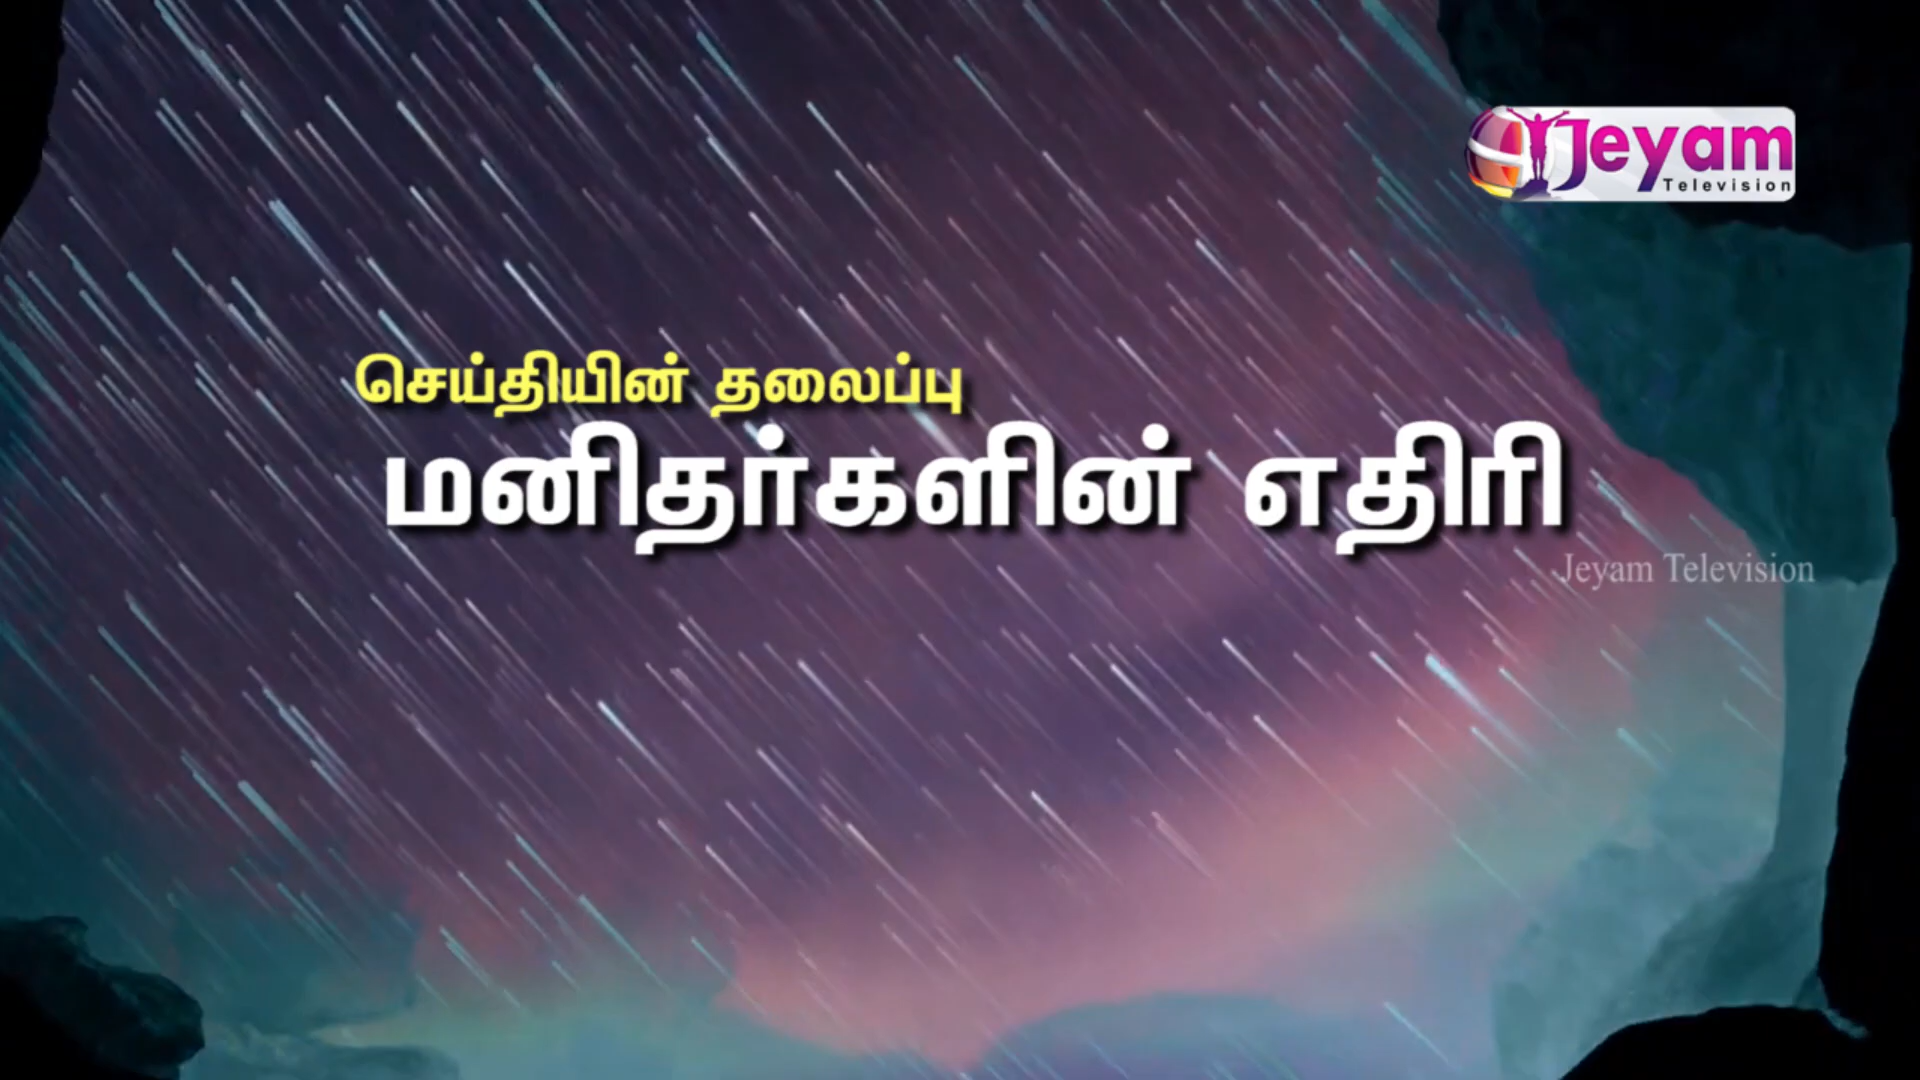 Jeyam
Television
செய்தியின் தலைப்பு
மனிதர்களின் எதிரி
Jeyam Television